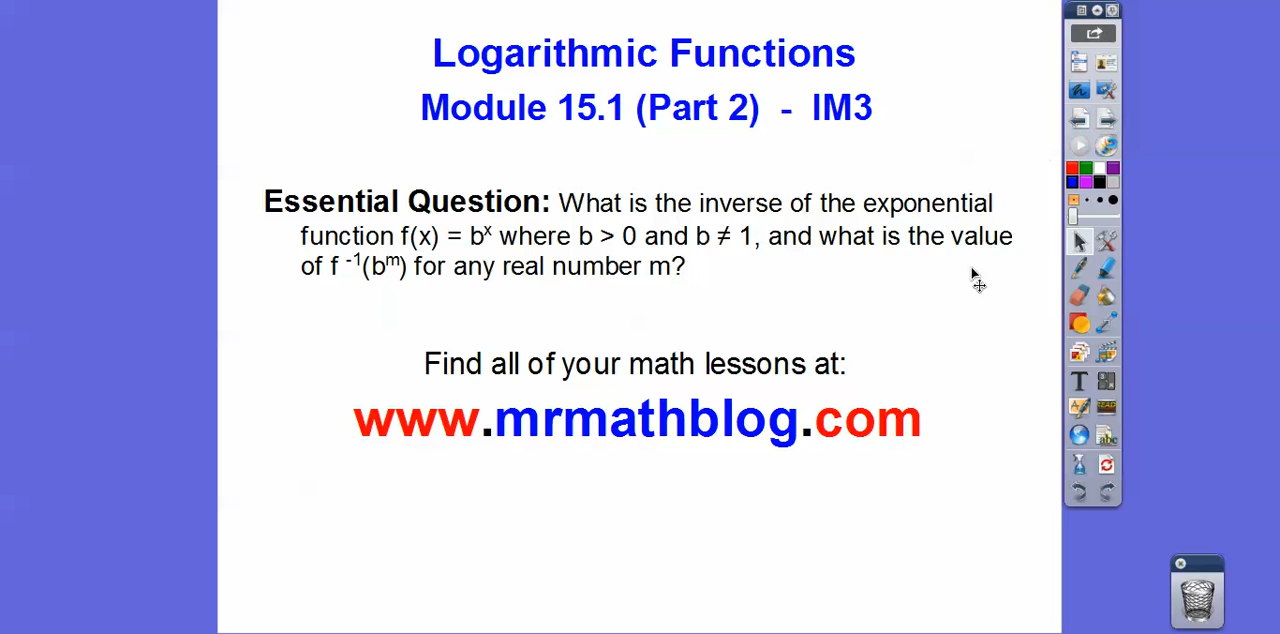 Logarithmic Functions
Module 15.1 (Part 2) - IM3
Essential Question: What is the inverse of the exponential
function f(x) = bˣ where b > 0 and b ≠ 1, and what is the value
of f ⁻¹(bᵐ) for any real number m?
Find all of your math lessons at:
www.mrmathblog.com